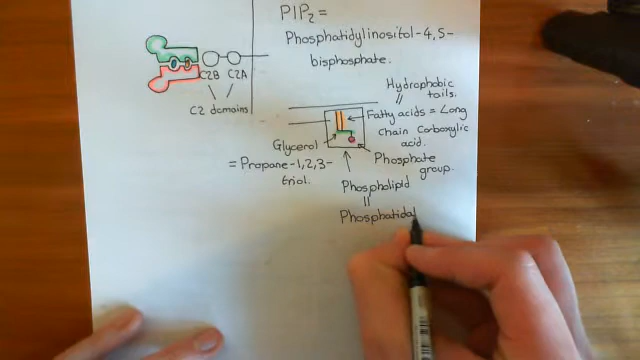 PIP2 =
Phosphatidylinositol-4,5-
bisphosphate.
C2B C2A
C2 domains
Hydrophobic
tails.
Fatty acids = Long
chain Carboxylic
acid.
Glycerol
= Propane-1,2,3-
triol.
Phosphate
group.
Phospholipid
Phosphatidal